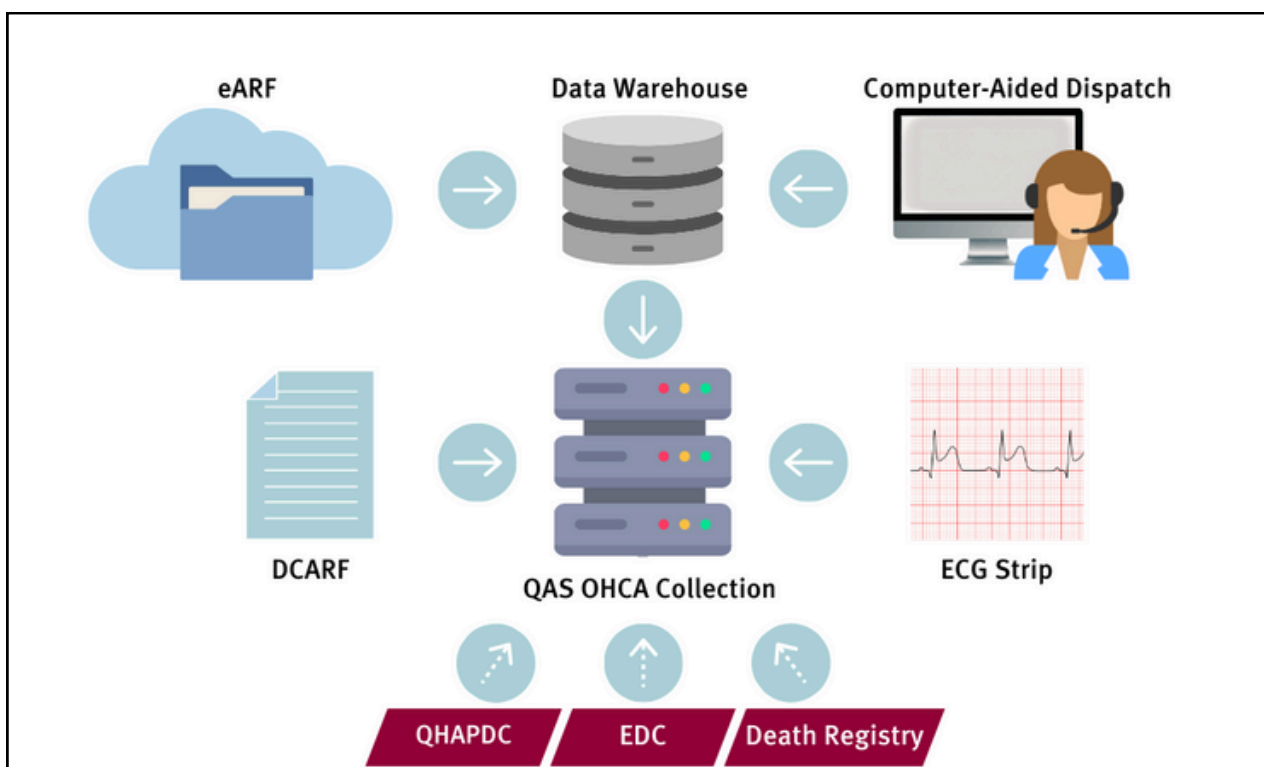 eARF
Data Warehouse
Computer-Aided Dispatch
DCARF
QAS OHCA Collection
ECG Strip
QHAPDC
EDC
Death Registry